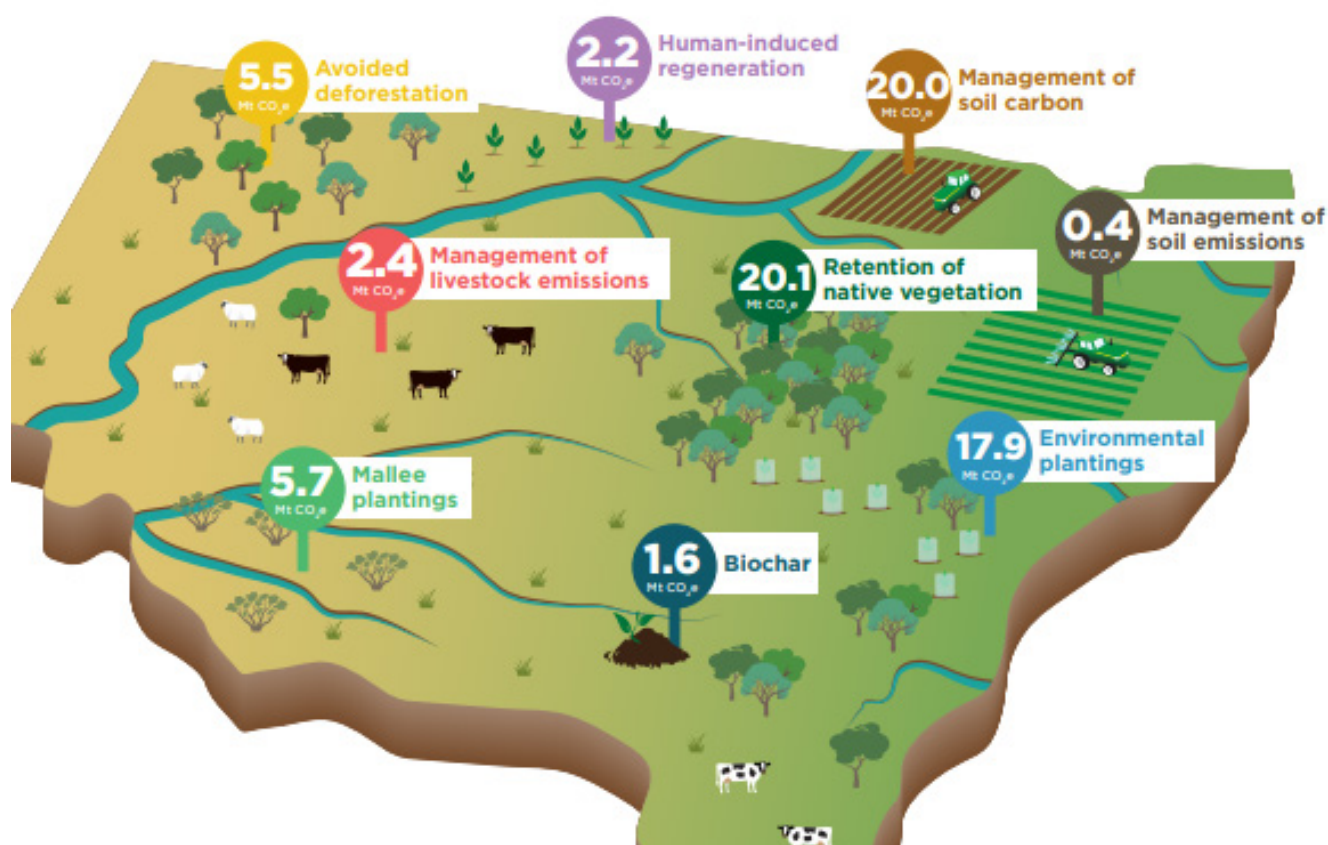 5.5
Mt CO₂e
Avoided
deforestation
2.2
Mt CO₂e
Human-induced
regeneration
20.0
Mt CO₂e
Management of
soil carbon
0.4
Mt CO₂e
Management of
soil emissions
2.4
Mt CO₂e
Management of
livestock emissions
20.1
Mt CO₂e
Retention of
native vegetation
17.9
Mt CO₂e
Environmental
plantings
5.7
Mt CO₂e
Mallee
plantings
1.6
Mt CO₂e
Biochar